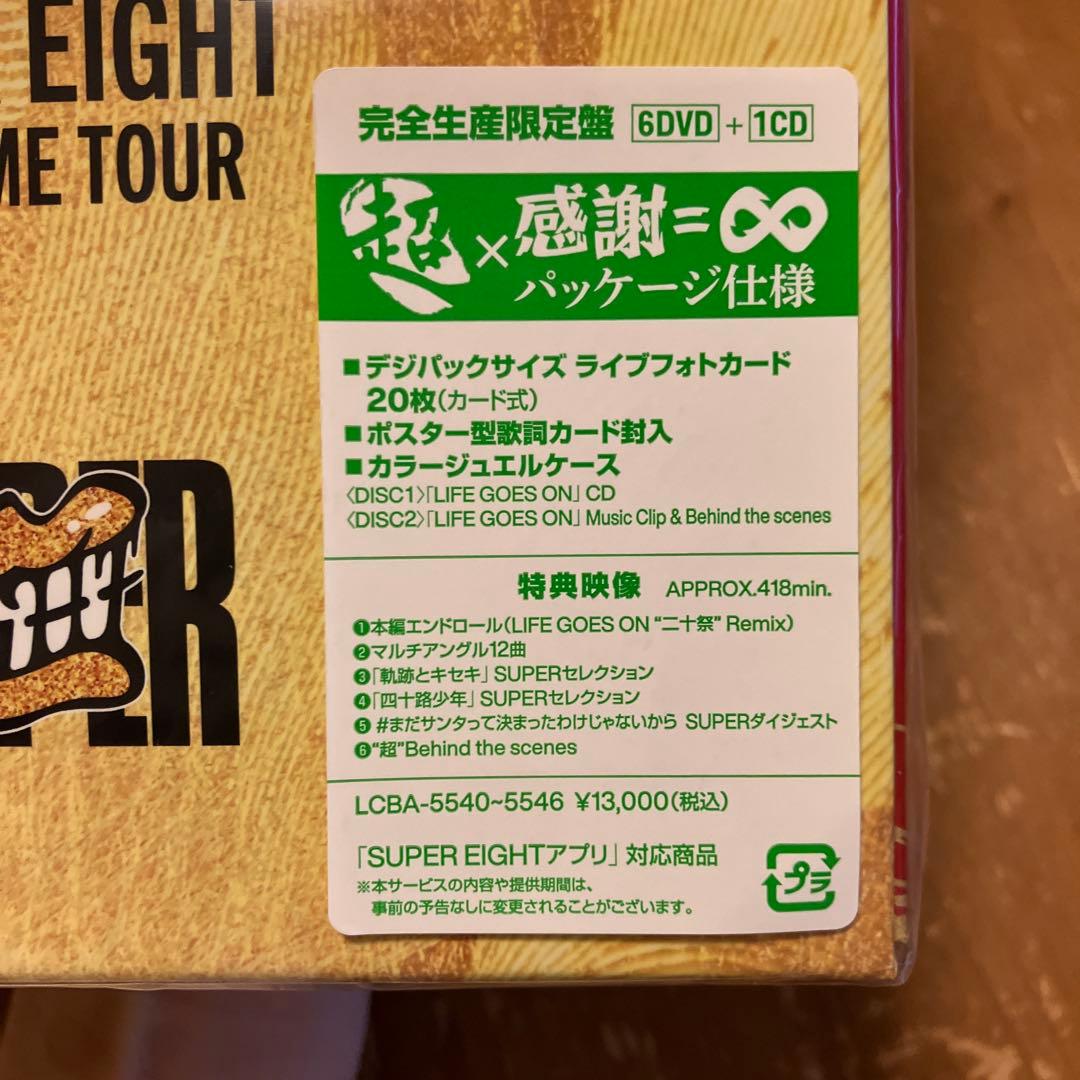 EIGHT
ME TOUR
完全生産限定盤 6DVD + 1CD
超×感謝=∞
パッケージ仕様
■デジパックサイズ ライブフォトカード
20枚(カード式)
■ポスター型歌詞カード封入
■カラージュエルケース
〈DISC1〉「LIFE GOES ON」 CD
〈DISC2〉「LIFE GOES ON」 Music Clip & Behind the scenes
特典映像 APPROX.418min.
❶本編エンドロール(LIFE GOES ON “二十祭” Remix)
❷マルチアングル12曲
❸「軌跡とキセキ」 SUPERセレクション
❹「四十路少年」 SUPERセレクション
❺ #まだサンタって決まったわけじゃないから SUPERダイジェスト
❻“超”Behind the scenes
LCBA-5540~5546 ¥13,000(税込)
「SUPER EIGHTアプリ」 対応商品
※本サービスの内容や提供期間は、
事前の予告なしに変更されることがございます。
プラ